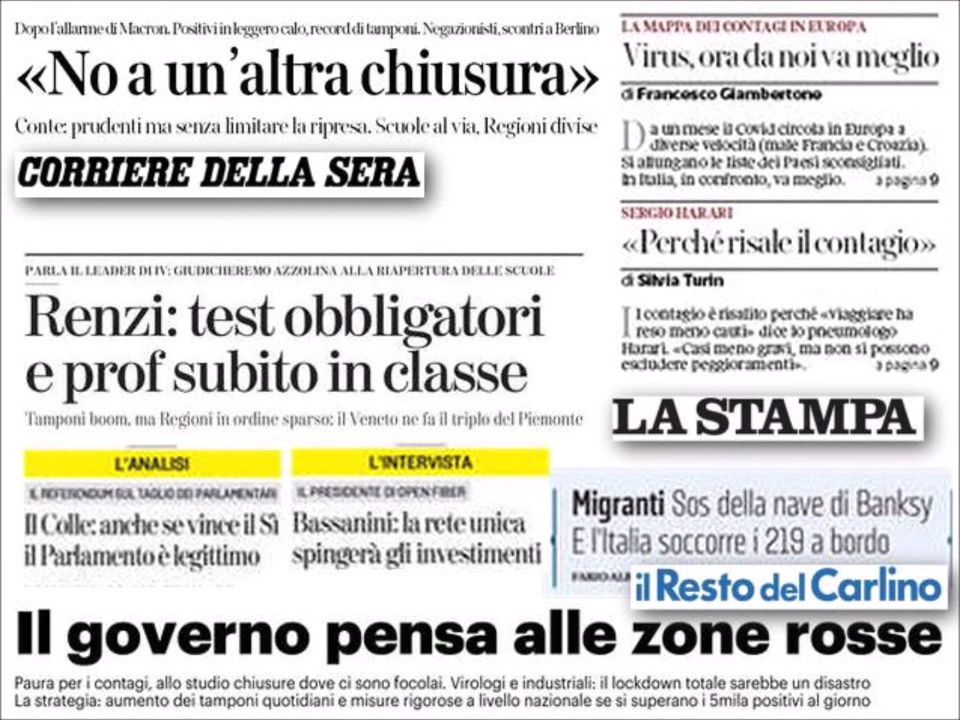 Dopo l'allarme di Macron. Positivi in leggero calo, record di tamponi. Negazionisti, scontri a Berlino
«No a un'altra chiusura»
Conte: prudenti ma senza limitare la ripresa. Scuole al via, Regioni divise
CORRIERE DELLA SERA
LA MAPPA DEI CONTAGI IN EUROPA
Virus, ora da noi va meglio
di Francesco Giambertone
Da un mese il Covid circola in Europa a
diverse velocità (male Francia e Croazia).
Si allungano le liste dei Paesi sconsigliati.
In Italia, in confronto, va meglio. a pagina 9
SERGIO HARARI
«Perché risale il contagio»
di Silvia Turin
Il contagio è risalito perché «viaggiare ha
reso meno cauti» dice lo pneumologo
Harari. «Casi meno gravi, ma non si possono
escludere peggioramenti». a pagina 9
PARLA IL LEADER DI IV: GIUDICHEREMO AZZOLINA ALLA RIAPERTURA DELLE SCUOLE
Renzi: test obbligatori
e prof subito in classe
Tamponi boom, ma Regioni in ordine sparso: il Veneto ne fa il triplo del Piemonte
LA STAMPA
L'ANALISI
IL REFERENDUM SUL TAGLIO DEI PARLAMENTARI
Il Colle: anche se vince il Sì
il Parlamento è legittimo
L'INTERVISTA
IL PRESIDENTE DI OPEN FIBER
Bassanini: la rete unica
spingerà gli investimenti
Migranti Sos della nave di Banksy
E l'Italia soccorre i 219 a bordo
il Resto del Carlino
Il governo pensa alle zone rosse
Paura per i contagi, allo studio chiusure dove ci sono focolai. Virologi e industriali: il lockdown totale sarebbe un disastro
La strategia: aumento dei tamponi quotidiani e misure rigorose a livello nazionale se si superano i 5mila positivi al giorno